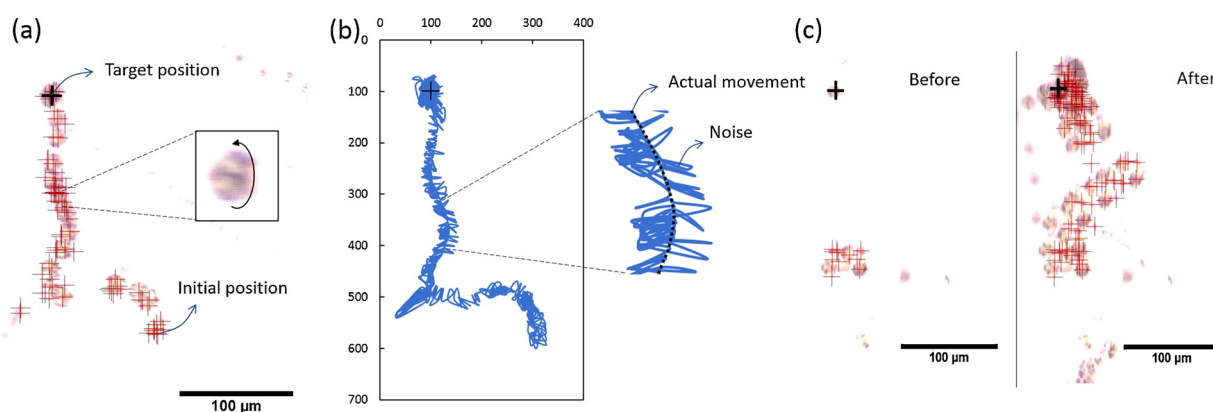 (a)
Target position
Initial position
100 µm
(b)
0 100 200 300 400
0
100
200
300
400
500
600
700
Actual movement
Noise
(c)
Before
After
100 µm
100 µm